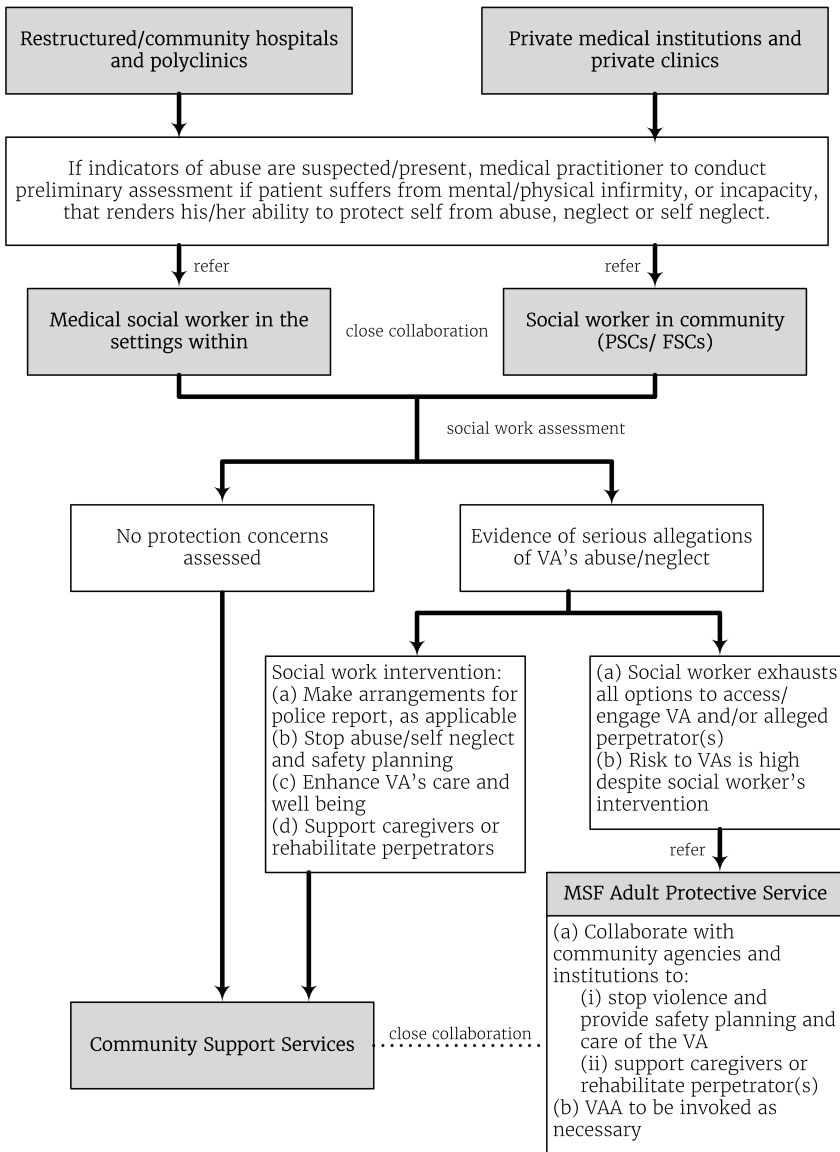 Restructured/community hospitals
and polyclinics
Private medical institutions and
private clinics
If indicators of abuse are suspected/present, medical practitioner to conduct
preliminary assessment if patient suffers from mental/physical infirmity, or incapacity,
that renders his/her ability to protect self from abuse, neglect or self neglect.
refer
refer
Medical social worker in the
settings within
close collaboration
Social worker in community
(PSCs/ FSCs)
social work assessment
No protection concerns
assessed
Evidence of serious allegations
of VA’s abuse/neglect
Social work intervention:
(a) Make arrangements for
police report, as applicable
(b) Stop abuse/self neglect
and safety planning
(c) Enhance VA’s care and
well being
(d) Support caregivers or
rehabilitate perpetrators
(a) Social worker exhausts
all options to access/
engage VA and/or alleged
perpetrator(s)
(b) Risk to VAs is high
despite social worker’s
intervention
refer
MSF Adult Protective Service
(a) Collaborate with
community agencies and
institutions to:
(i) stop violence and
provide safety planning and
care of the VA
(ii) support caregivers or
rehabilitate perpetrator(s)
(b) VAA to be invoked as
necessary
Community Support Services
close collaboration